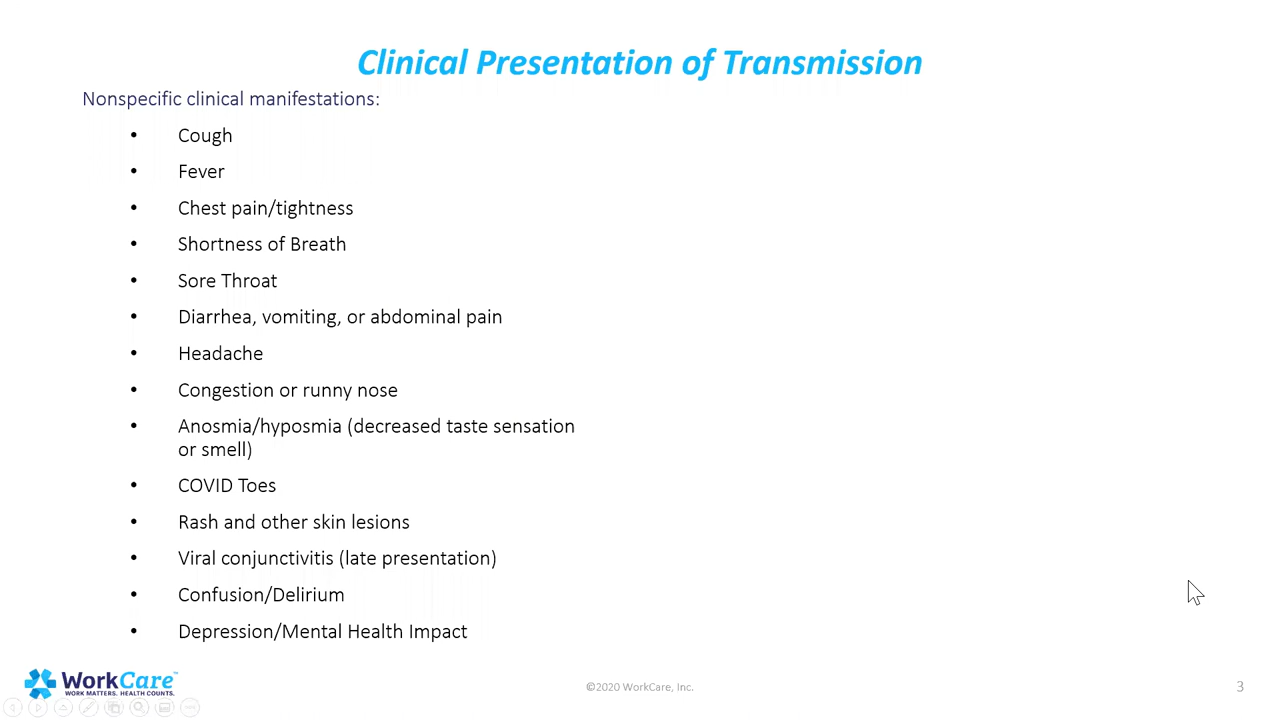 Clinical Presentation of Transmission
Nonspecific clinical manifestations:
• Cough
• Fever
• Chest pain/tightness
• Shortness of Breath
• Sore Throat
• Diarrhea, vomiting, or abdominal pain
• Headache
• Congestion or runny nose
• Anosmia/hyposmia (decreased taste sensation
or smell)
• COVID Toes
• Rash and other skin lesions
• Viral conjunctivitis (late presentation)
• Confusion/Delirium
• Depression/Mental Health Impact
WorkCare™
WORK MATTERS. HEALTH COUNTS.
©2020 WorkCare, Inc.
3